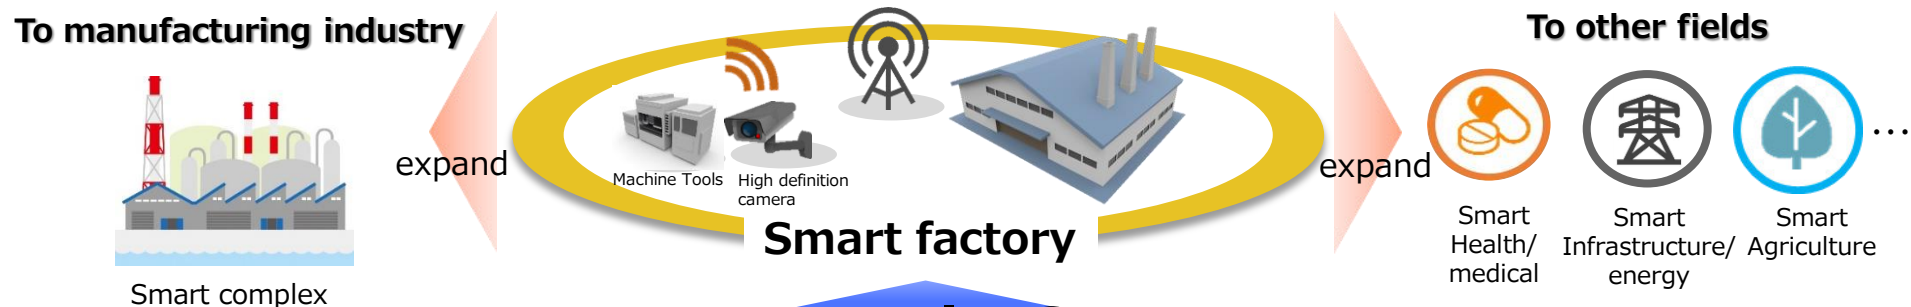 To manufacturing industry
expand
Smart complex
Machine Tools
High definition
camera
Smart factory
To other fields
expand
Smart
Health/
medical
Smart
Infrastructure/
energy
Smart
Agriculture
...